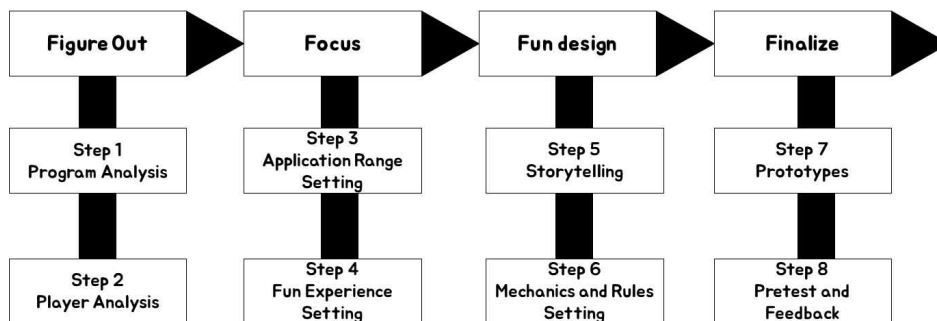 Figure Out
Focus
Fun design
Finalize
Step 1
Program Analysis
Step 3
Application Range
Setting
Step 5
Storytelling
Step 7
Prototypes
Step 2
Player Analysis
Step 4
Fun Experience
Setting
Step 6
Mechanics and Rules
Setting
Step 8
Pretest and
Feedback